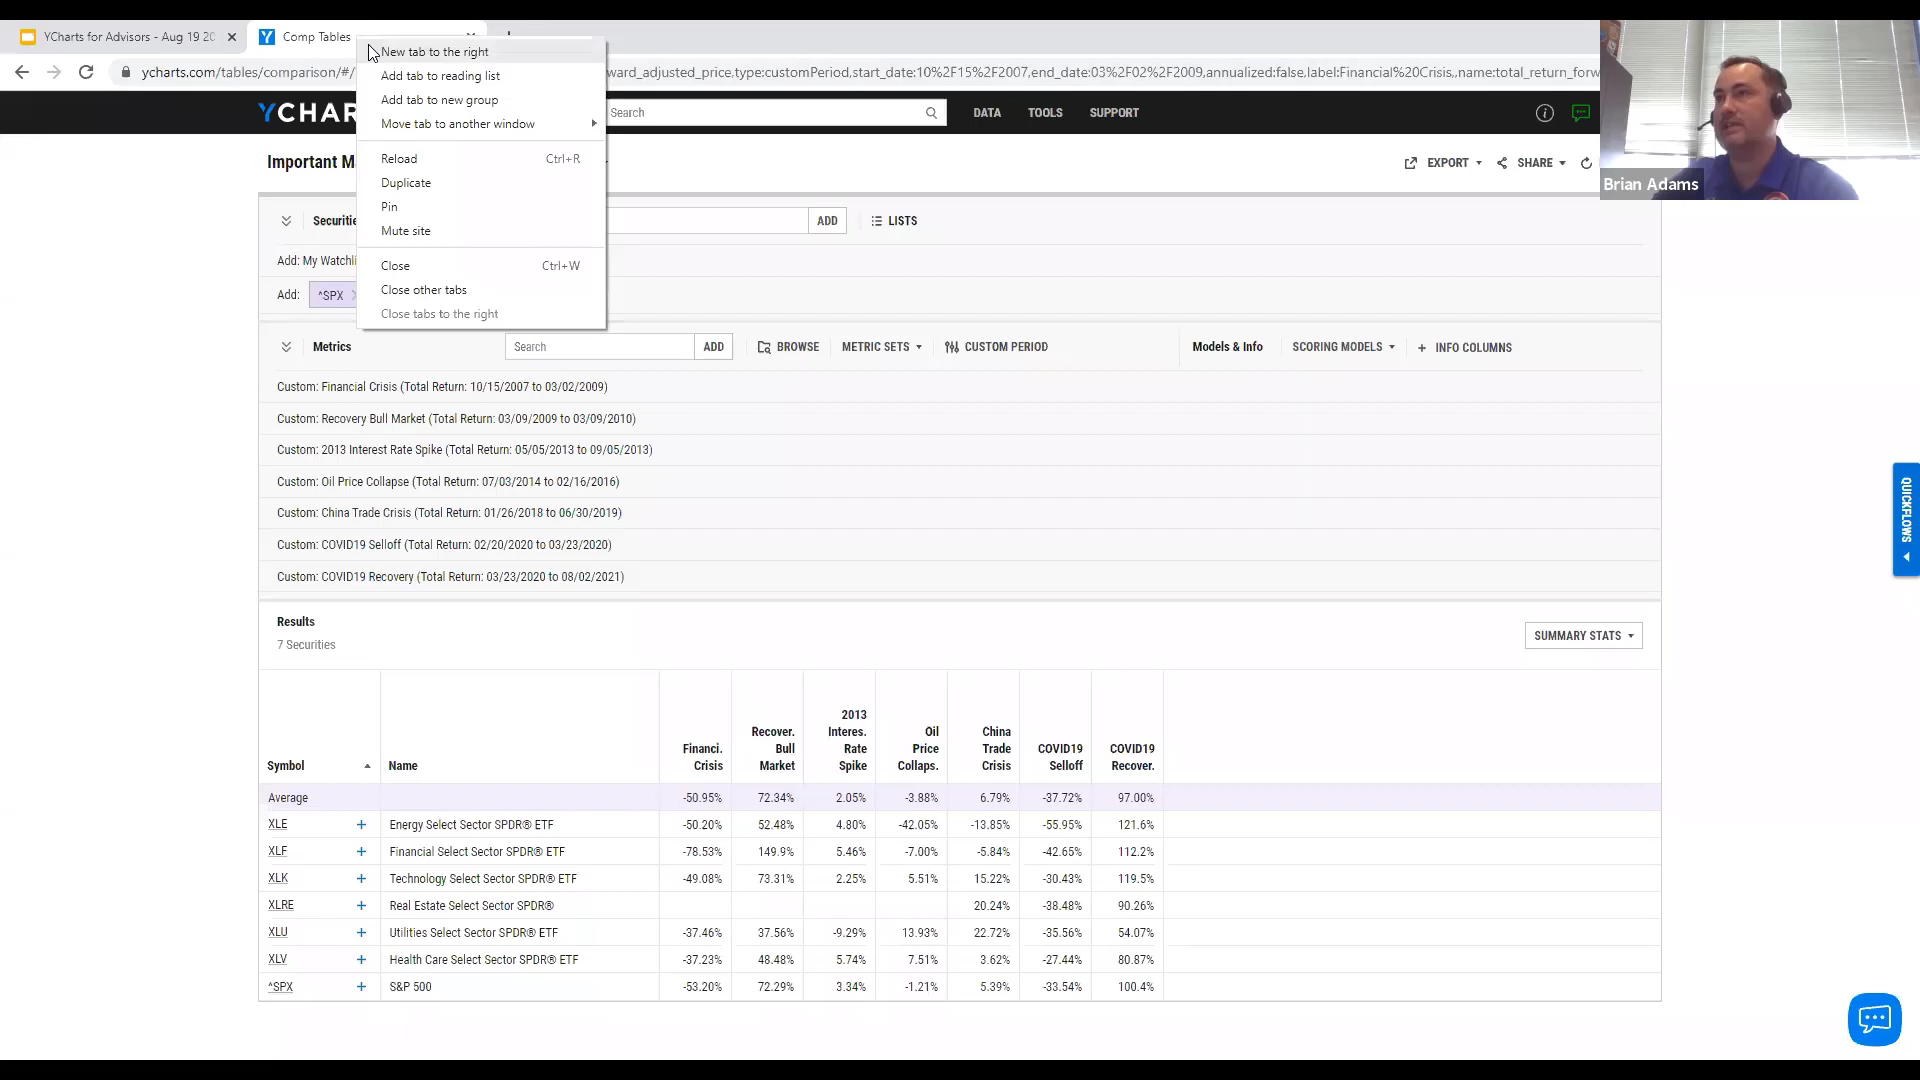 YCharts for Advisors - Aug 19 20
Comp Tables
New tab to the right
Add tab to reading list
Add tab to new group
Move tab to another window
Reload Ctrl+R
Duplicate
Pin
Mute site
Close Ctrl+W
Close other tabs
Close tabs to the right
ycharts.com/tables/comparison/#/
ward_adjusted_price,type:customPeriod,start_date:10%2F15%2F2007,end_date:03%2F02%2F2009,annualized:false,label:Financial%20Crisis,,name:total_return_forw
YCHAR
Search
DATA TOOLS SUPPORT
Brian Adams
Important M
EXPORT SHARE
Securitie
ADD LISTS
Add: My Watchli
Add: ^SPX
Metrics Search ADD BROWSE METRIC SETS CUSTOM PERIOD Models & Info SCORING MODELS + INFO COLUMNS
Custom: Financial Crisis (Total Return: 10/15/2007 to 03/02/2009)
Custom: Recovery Bull Market (Total Return: 03/09/2009 to 03/09/2010)
Custom: 2013 Interest Rate Spike (Total Return: 05/05/2013 to 09/05/2013)
Custom: Oil Price Collapse (Total Return: 07/03/2014 to 02/16/2016)
Custom: China Trade Crisis (Total Return: 01/26/2018 to 06/30/2019)
Custom: COVID19 Selloff (Total Return: 02/20/2020 to 03/23/2020)
Custom: COVID19 Recovery (Total Return: 03/23/2020 to 08/02/2021)
QUICKFLOWS
Results
7 Securities
SUMMARY STATS
Symbol Name Financi. Crisis Recover. Bull Market 2013 Interes. Rate Spike Oil Price Collaps. China Trade Crisis COVID19 Selloff COVID19 Recover.
Average -50.95% 72.34% 2.05% -3.88% 6.79% -37.72% 97.00%
XLE + Energy Select Sector SPDR® ETF -50.20% 52.48% 4.80% -42.05% -13.85% -55.95% 121.6%
XLF + Financial Select Sector SPDR® ETF -78.53% 149.9% 5.46% -7.00% -5.84% -42.65% 112.2%
XLK + Technology Select Sector SPDR® ETF -49.08% 73.31% 2.25% 5.51% 15.22% -30.43% 119.5%
XLRE + Real Estate Select Sector SPDR® 20.24% -38.48% 90.26%
XLU + Utilities Select Sector SPDR® ETF -37.46% 37.56% -9.29% 13.93% 22.72% -35.56% 54.07%
XLV + Health Care Select Sector SPDR® ETF -37.23% 48.48% 5.74% 7.51% 3.62% -27.44% 80.87%
^SPX + S&P 500 -53.20% 72.29% 3.34% -1.21% 5.39% -33.54% 100.4%